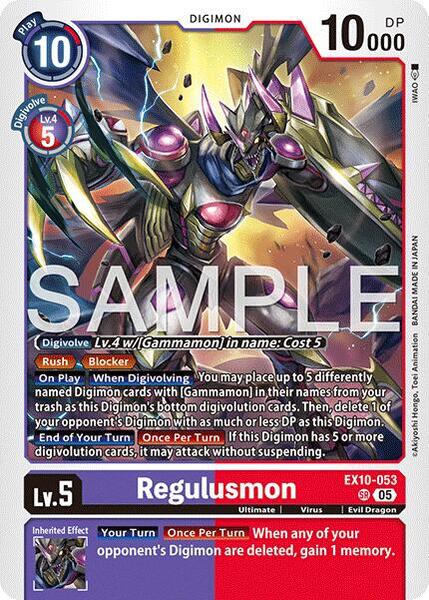 Play
10
DIGIMON
10000
DP
IWAO
Digivolve
Lv.4
5
©Akiyoshi Hongo, Toei Animation BANDAI MADE IN JAPAN
SAMPLE
Digivolve Lv.4 w/[Gammamon] in name: Cost 5
Rush Blocker
On Play When Digivolving You may place up to 5 differently
named Digimon cards with [Gammamon] in their names from your
trash as this Digimon's bottom digivolution cards. Then, delete 1 of
your opponent's Digimon with as much or less DP as this Digimon.
End of Your Turn Once Per Turn If this Digimon has 5 or more
digivolution cards, it may attack without suspending.
Lv.5
Regulusmon
EX10-053
SR 05
Ultimate | Virus | Evil Dragon
Inherited Effect
Your Turn Once Per Turn When any of your
opponent's Digimon are deleted, gain 1 memory.